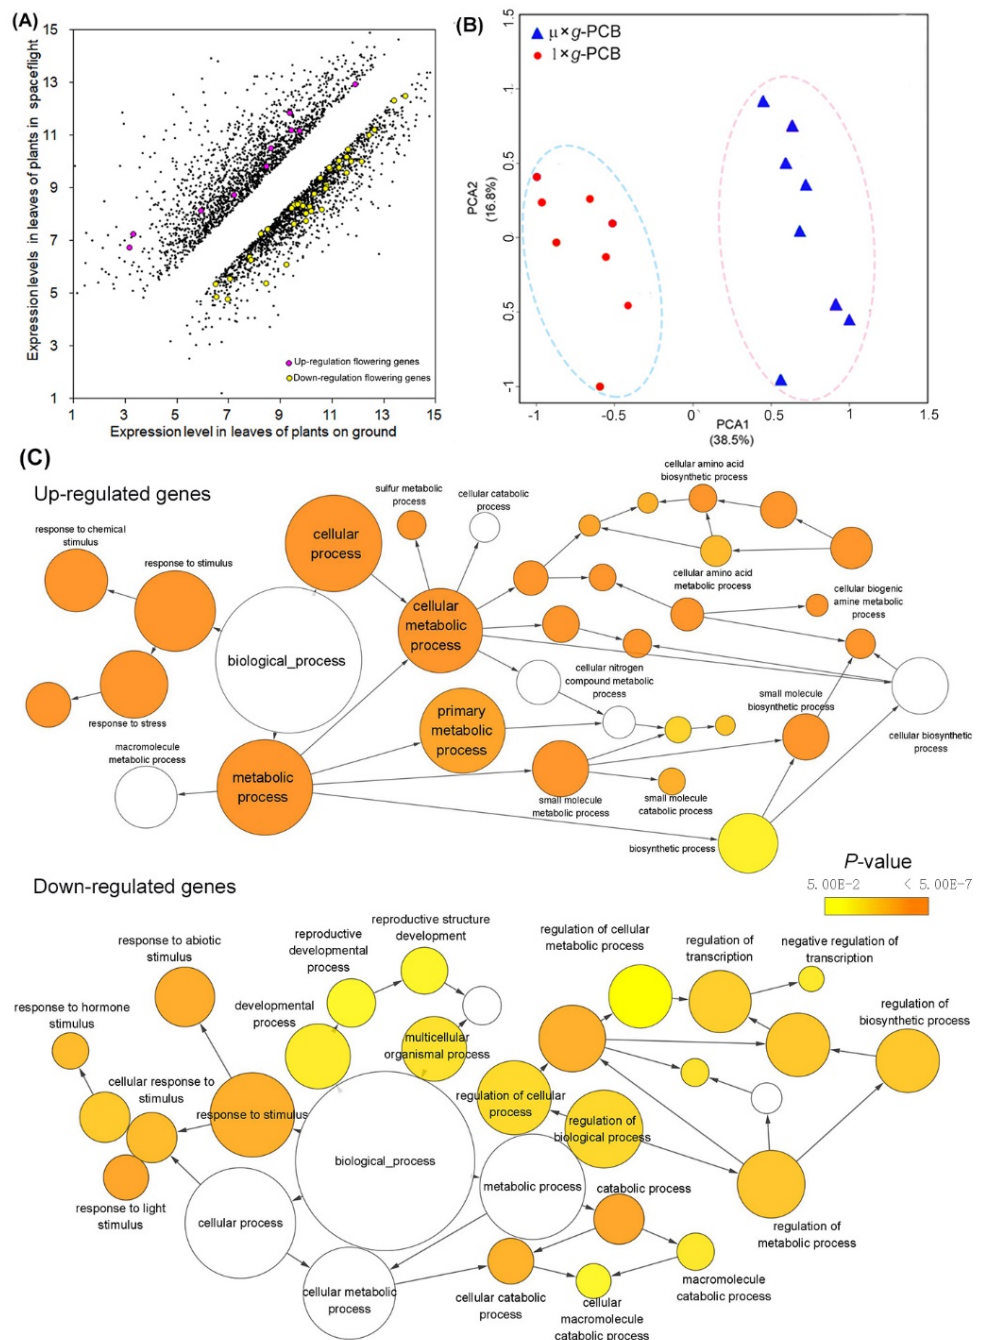 (A)
Expression levels in leaves of plants in spaceflight
15
13
11
9
7
5
3
1
1 3 5 7 9 11 13 15
Up-regulation flowering genes
Down-regulation flowering genes
Expression level in leaves of plants on ground
(B)
μ×g-PCB
1×g-PCB
PCA2
(16.8%)
1.5
1
0.5
0
0.5
-1
-1 -0.5 0 0.5 1 1.5
PCA1
(38.5%)
(C)
Up-regulated genes
response to chemical
stimulus
response to stimulus
response to stress
cellular
process
biological_process
sulfur metabolic
process
cellular catabolic
process
cellular
metabolic
process
cellular amino acid
biosynthetic process
cellular amino acid
metabolic process
cellular biogenic
amine metabolic
process
cellular nitrogen
compound metabolic
process
primary
metabolic
process
small molecule
biosynthetic process
cellular biosynthetic
process
macromolecule
metabolic process
metabolic
process
small molecule
metabolic process
small molecule
catabolic process
biosynthetic process
P-value
5.00E-2 < 5.00E-7
Down-regulated genes
response to abiotic
stimulus
response to hormone
stimulus
cellular response to
stimulus
response to stimulus
response to light
stimulus
developmental
process
reproductive
developmental
process
reproductive structure
development
multicellular
organismal process
biological_process
cellular process
cellular metabolic
process
metabolic process
regulation of cellular
process
regulation of
biological process
regulation of cellular
metabolic process
regulation of
transcription
negative regulation of
transcription
regulation of
biosynthetic process
regulation of
metabolic process
catabolic process
cellular catabolic
process
macromolecule
catabolic process
cellular
macromolecule
catabolic process